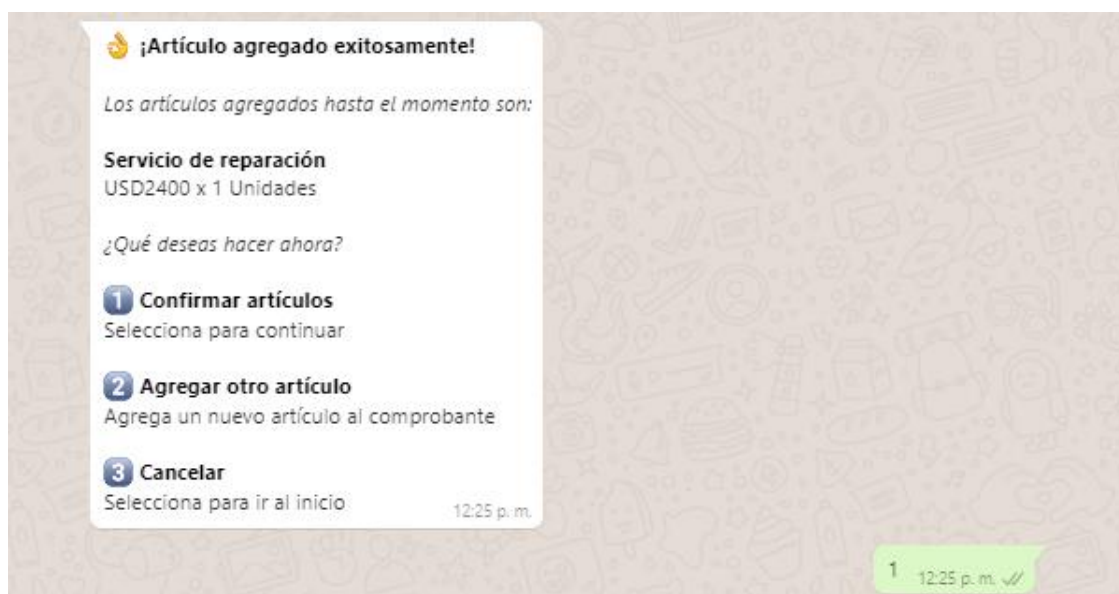 👌 ¡Artículo agregado exitosamente!
Los artículos agregados hasta el momento son:
Servicio de reparación
USD2400 x 1 Unidades
¿Qué deseas hacer ahora?
1️⃣ Confirmar artículos
Selecciona para continuar
2️⃣ Agregar otro artículo
Agrega un nuevo artículo al comprobante
3️⃣ Cancelar
Selecciona para ir al inicio
12:25 p. m.
1 12:25 p. m.